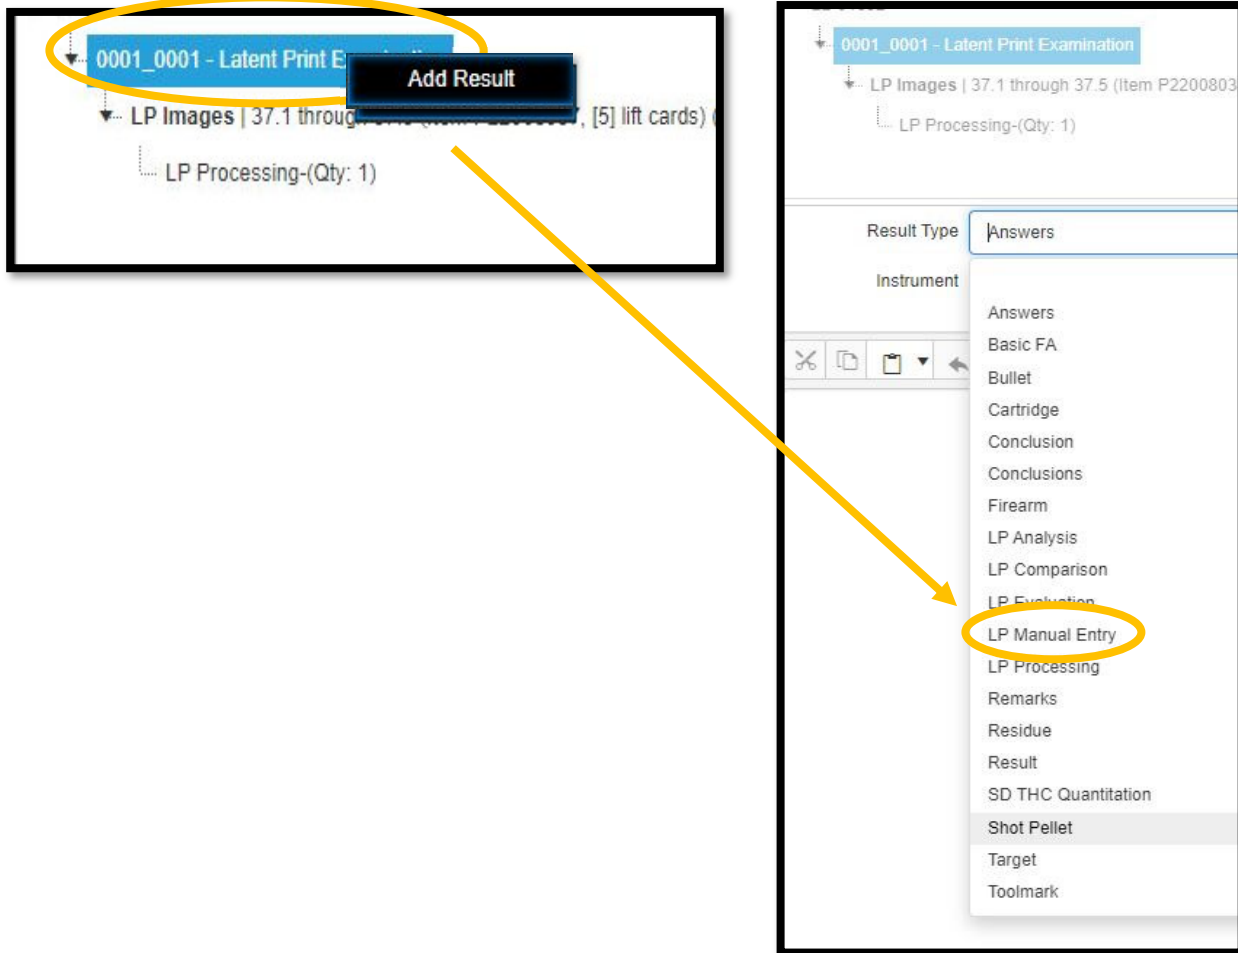 0001_0001 - Latent Print
Add Result
LP Images | 37.1 through [5] lift cards)
LP Processing-(Qty: 1)
0001_0001 - Latent Print Examination
LP Images | 37.1 through 37.5 (Item P2200803
LP Processing-(Qty: 1)
Result Type Answers
Instrument
Answers
Basic FA
Bullet
Cartridge
Conclusion
Conclusions
Firearm
LP Analysis
LP Comparison
LP Evaluation
LP Manual Entry
LP Processing
Remarks
Residue
Result
SD THC Quantitation
Shot Pellet
Target
Toolmark